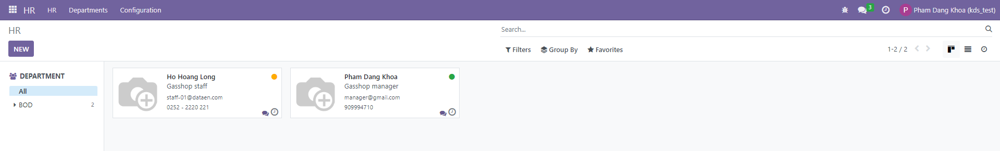 HR HR Departments Configuration 3 P Pham Dang Khoa (kds_test)
HR
Search...
NEW
Filters Group By Favorites 1-2 / 2
DEPARTMENT
All
BOD 2
Ho Hoang Long
Gasshop staff
staff-01@dataen.com
0252 - 2220 221
Pham Dang Khoa
Gasshop manager
manager@gmail.com
909994710